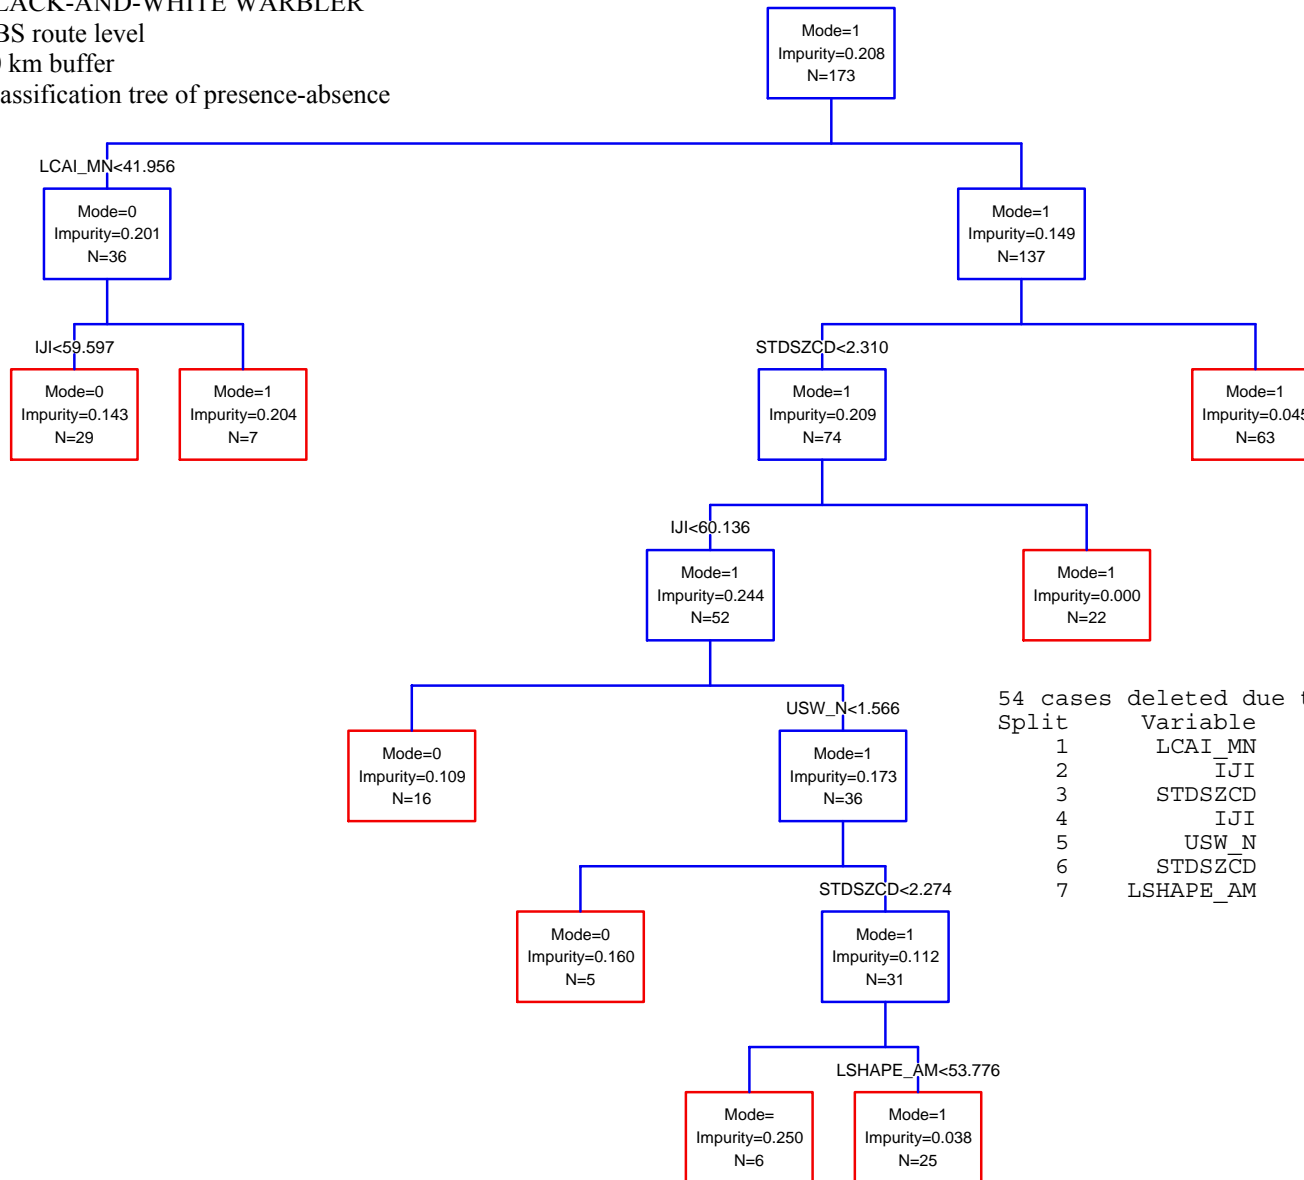 LACK-AND-WHITE WARBLER
BS route level
km buffer
assification tree of presence-absence
Mode=1
Impurity=0.208
N=173
LCAI_MN<41.956
Mode=0
Impurity=0.201
N=36
Mode=1
Impurity=0.149
N=137
IJI<59.597
Mode=0
Impurity=0.143
N=29
Mode=1
Impurity=0.204
N=7
STDSZCD<2.310
Mode=1
Impurity=0.209
N=74
Mode=1
Impurity=0.045
N=63
IJI<60.136
Mode=1
Impurity=0.244
N=52
Mode=1
Impurity=0.000
N=22
USW_N<1.566
Mode=0
Impurity=0.109
N=16
Mode=1
Impurity=0.173
N=36
54 cases deleted due t
Split Variable
1 LCAI_MN
2 IJI
3 STDSZCD
4 IJI
5 USW_N
6 STDSZCD
7 LSHAPE_AM
STDSZCD<2.274
Mode=0
Impurity=0.160
N=5
Mode=1
Impurity=0.112
N=31
LSHAPE_AM<53.776
Mode=
Impurity=0.250
N=6
Mode=1
Impurity=0.038
N=25